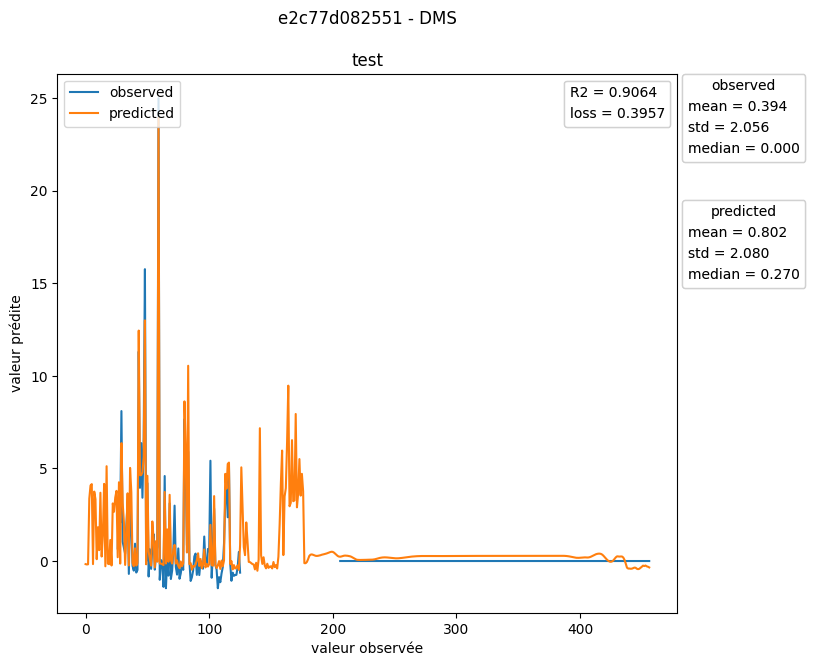 e2c77d082551 - DMS
test
observed
predicted
R2 = 0.9064
loss = 0.3957
observed
mean = 0.394
std = 2.056
median = 0.000
predicted
mean = 0.802
std = 2.080
median = 0.270
valeur prédite
25
20
15
10
5
0
0
100
200
300
400
valeur observée